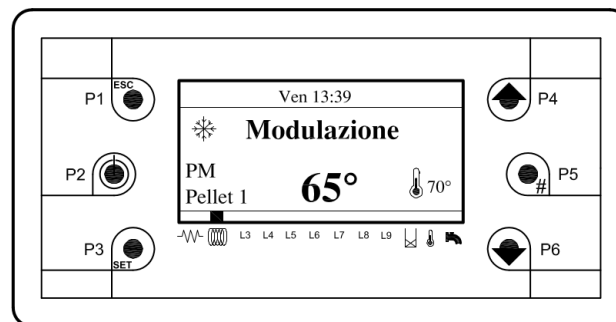 Ven 13:39
ESC
P1
P4
Modulazione
P2
PM
65°
70°
P5
#
Pellet 1
L3 L4 L5 L6 L7 L8 L9
P3
P6
SET